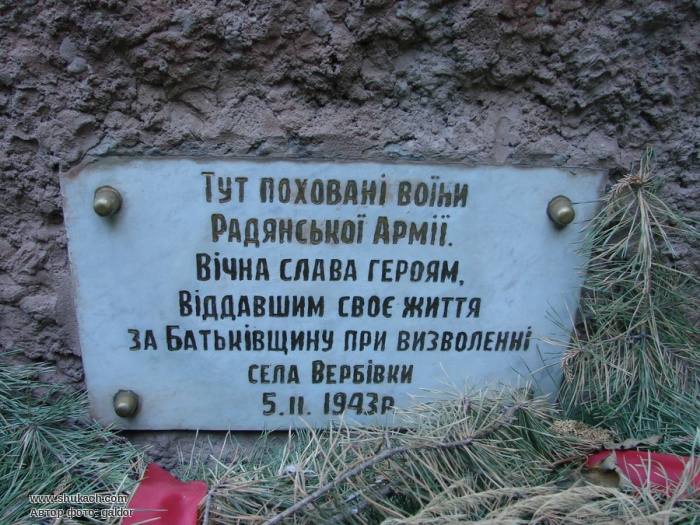 Тут поховані воїни
Радянської Армії.
Вічна слава героям,
віддавшим своє життя
за Батьківщину при визволенні
села Вербівки
5.11.1943р.
www.shukach.com
Автор фото: galdor